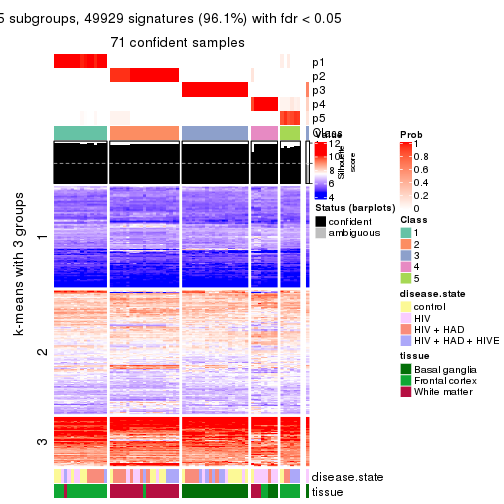 5 subgroups, 49929 signatures (96.1%) with fdr < 0.05
71 confident samples
p1
p2
p3
p4
p5
Class
k-means with 3 groups
1
2
3
Value
12
10
8
6
4
Silhouette
score
Status (barplots)
confident
ambiguous
Prob
1
0.8
0.6
0.4
0.2
0
Class
1
2
3
4
5
disease.state
control
HIV
HIV + HAD
HIV + HAD + HIVE
tissue
Basal ganglia
Frontal cortex
White matter
disease.state
tissue